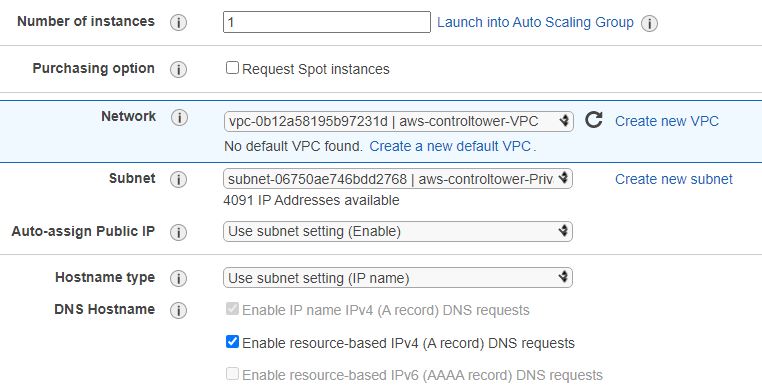 Number of instances i 1 Launch into Auto Scaling Group i
Purchasing option i Request Spot instances
Network i vpc-0b12a58195b97231d | aws-controltower-VPC Create new VPC
No default VPC found. Create a new default VPC.
Subnet i subnet-06750ae746bdd2768 | aws-controltower-Priv Create new subnet
4091 IP Addresses available
Auto-assign Public IP i Use subnet setting (Enable)
Hostname type i Use subnet setting (IP name)
DNS Hostname i Enable IP name IPv4 (A record) DNS requests
Enable resource-based IPv4 (A record) DNS requests
Enable resource-based IPv6 (AAAA record) DNS requests